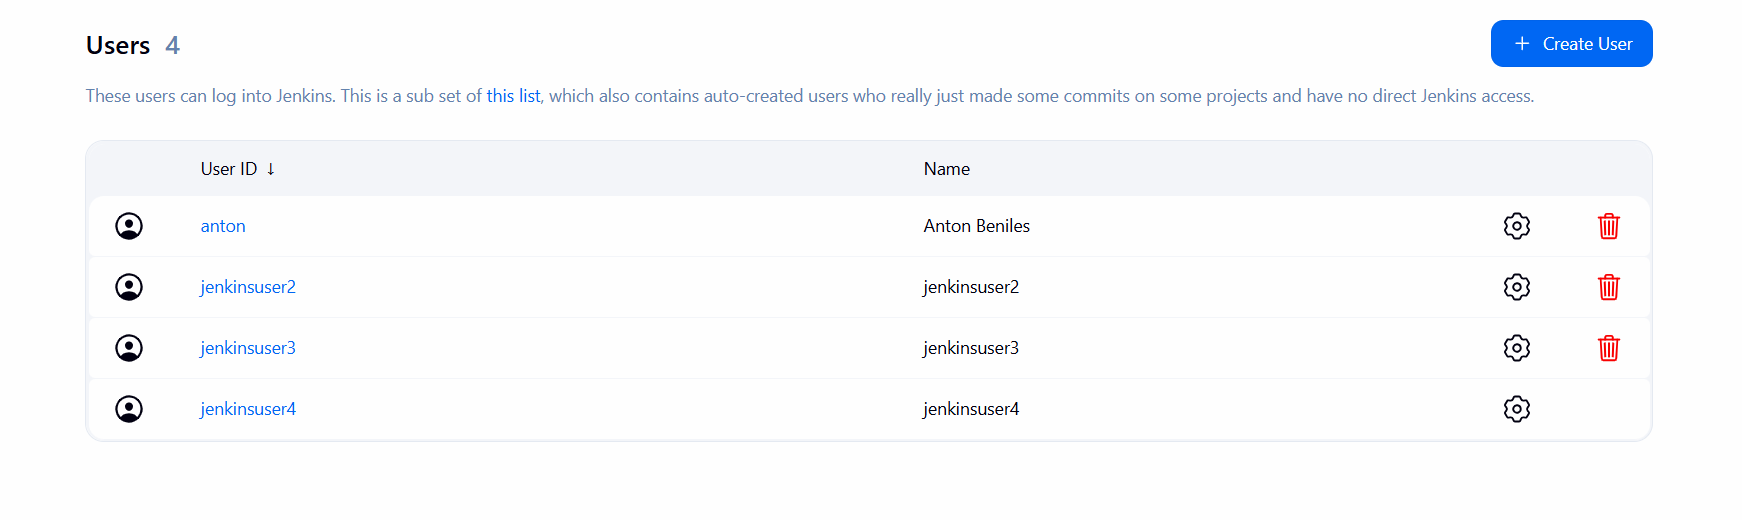 Users 4
+ Create User
These users can log into Jenkins. This is a sub set of this list, which also contains auto-created users who really just made some commits on some projects and have no direct Jenkins access.
User ID ↓ Name
anton Anton Beniles
jenkinsuser2 jenkinsuser2
jenkinsuser3 jenkinsuser3
jenkinsuser4 jenkinsuser4